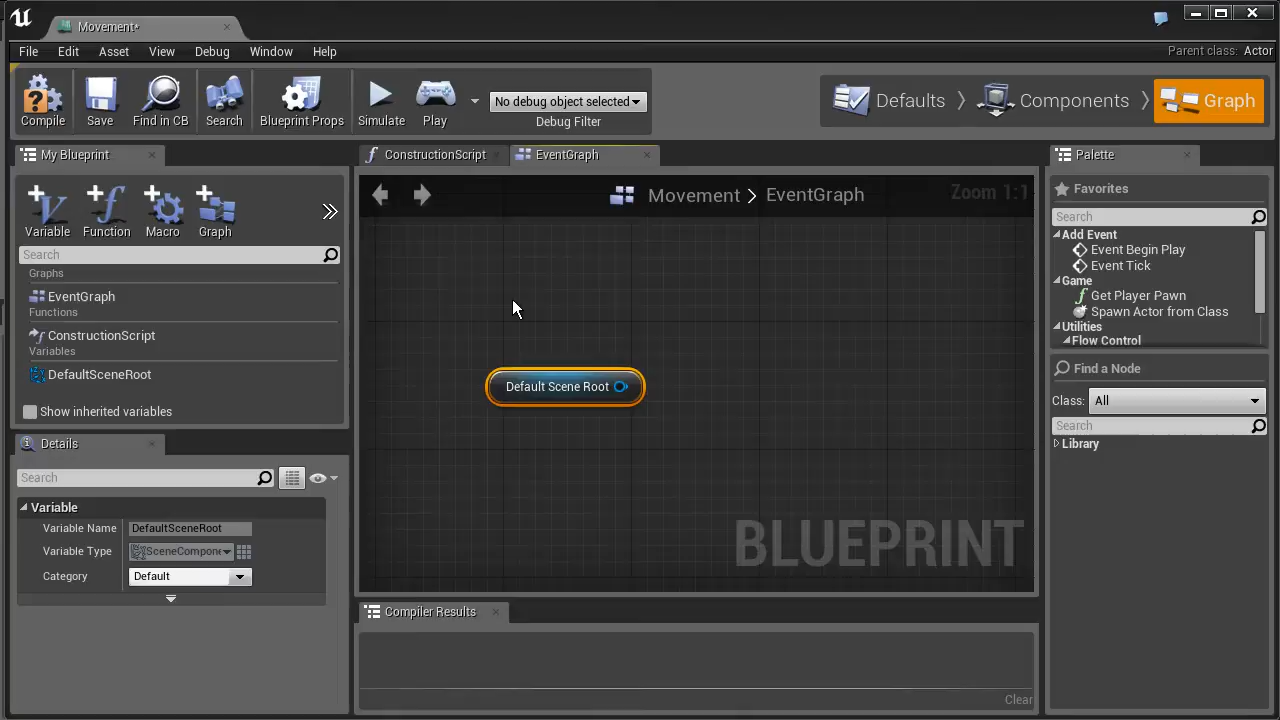 Movement*
File Edit Asset View Debug Window Help
Parent class: Actor
Compile Save Find in CB Search Blueprint Props Simulate Play
No debug object selected
Debug Filter
Defaults Components Graph
My Blueprint
Variable Function Macro Graph
Search
Graphs
EventGraph
Functions
ConstructionScript
Variables
DefaultSceneRoot
Show inherited variables
Details
Search
Variable
Variable Name DefaultSceneRoot
Variable Type SceneCompone
Category Default
ConstructionScript EventGraph
Movement > EventGraph
Zoom 1:1
Default Scene Root
BLUEPRINT
Compiler Results
Clear
Palette
Favorites
Search
Add Event
Event Begin Play
Event Tick
Game
Get Player Pawn
Spawn Actor from Class
Utilities
Flow Control
Find a Node
Class: All
Search
Library